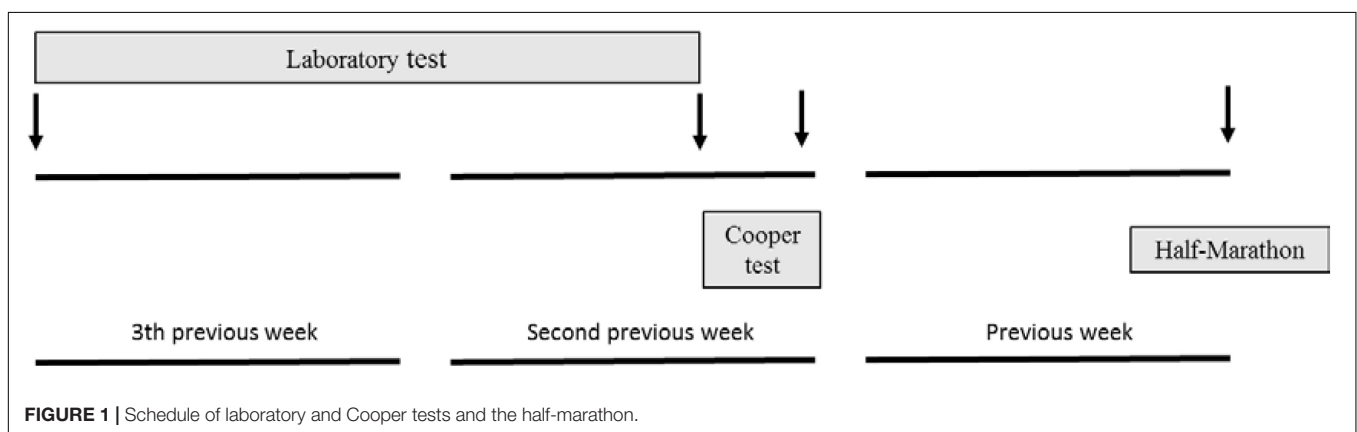 Laboratory test
Cooper
test
Half-Marathon
3th previous week
Second previous week
Previous week
FIGURE 1 | Schedule of laboratory and Cooper tests and the half-marathon.